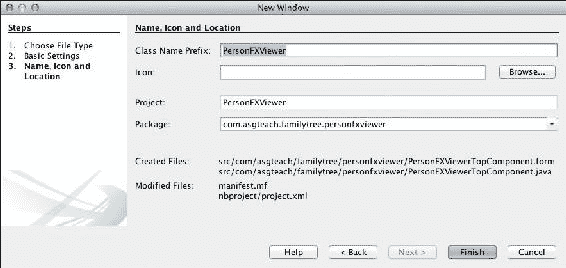 New Window
Steps
1. Choose File Type
2. Basic Settings
3. Name, Icon and Location
Name, Icon and Location
Class Name Prefix: PersonFXViewer
Icon: Browse...
Project: PersonFXViewer
Package: com.asgteach.familytree.personfxviewer
Created Files: src/com/asgteach/familytree/personfxviewer/PersonFXViewerTopComponent.form
src/com/asgteach/familytree/personfxviewer/PersonFXViewerTopComponent.java
Modified Files: manifest.mf
nbproject/project.xml
Help < Back Next > Finish Cancel